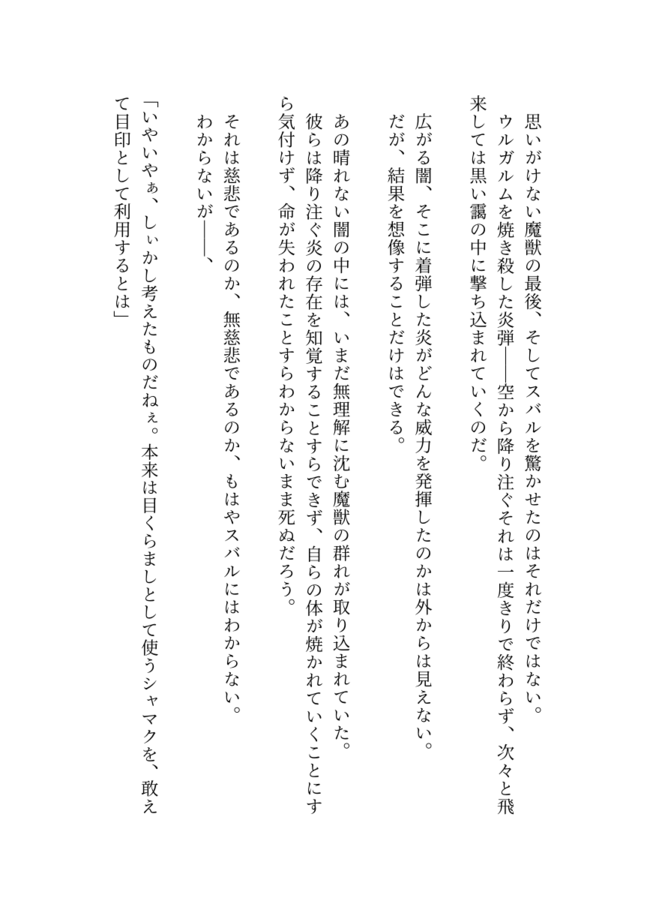 思いがけない魔獣の最後、そしてスバルを驚かせたのはそれだけではない。
ウルガルムを焼き殺した炎弾――空から降り注ぐそれは一度きりで終わらず、次々と飛
来しては黒い靄の中に撃ち込まれていくのだ。
広がる闇、そこに着弾した炎がどんな威力を発揮したのかは外からは見えない。
だが、結果を想像することだけはできる。
あの晴れない闇の中には、いまだ無理解に沈む魔獣の群れが取り込まれていた。
彼らは降り注ぐ炎の存在を知覚することすらできず、自らの体が焼かれていくことにす
ら気付けず、命が失われたことすらわからないまま死ぬだろう。
それは慈悲であるのか、無慈悲であるのか、もはやスバルにはわからない。
わからないが――、
「いやいやぁ、しぃかし考えたものだねぇ。本来は目くらましとして使うシャマクを、敢え
て目印として利用するとは」